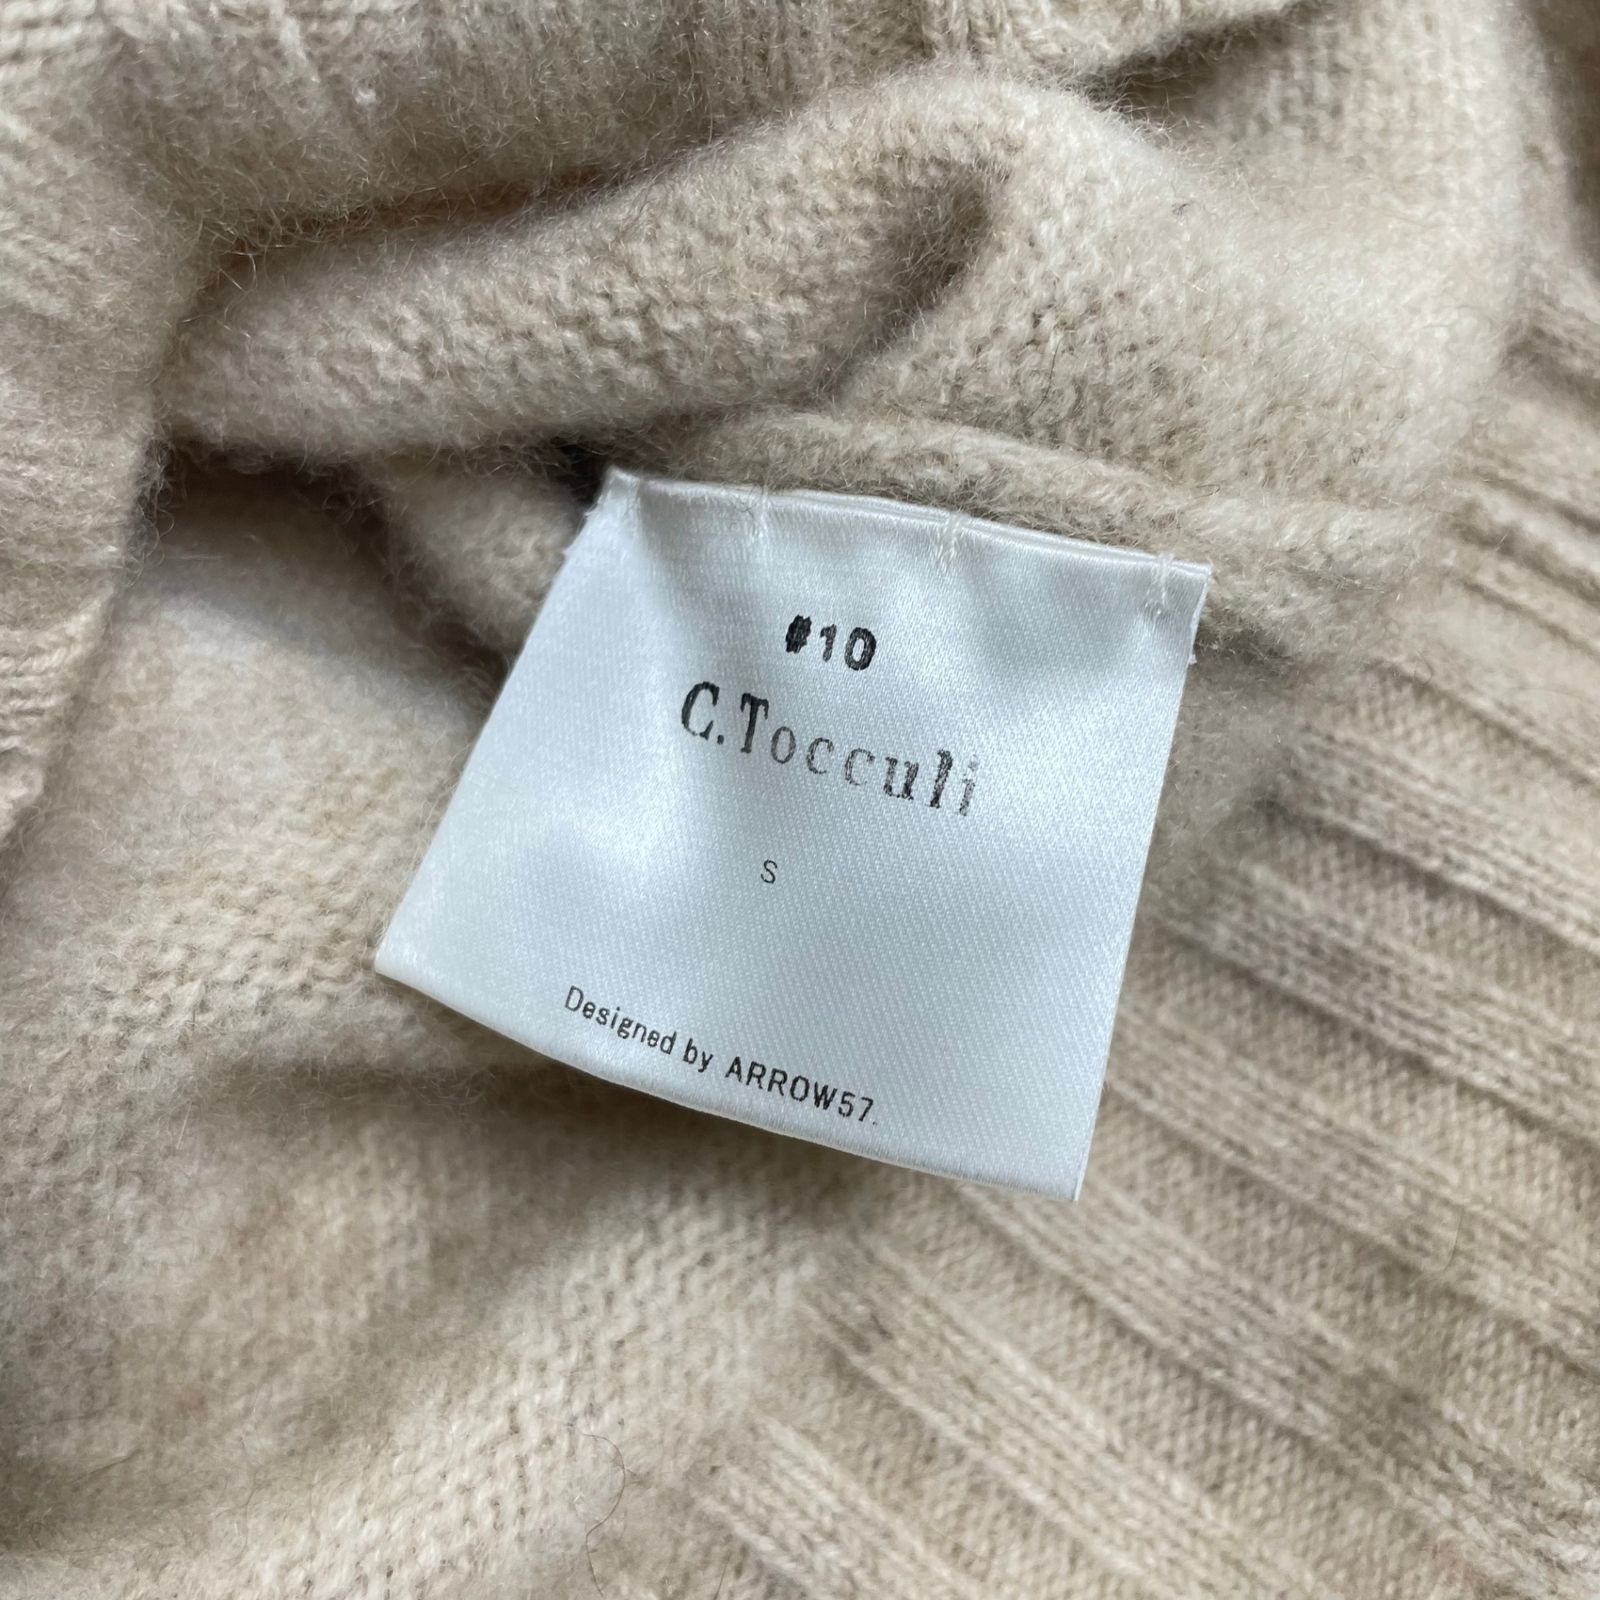 #10
C.Tocculi
S
Designed by ARROW57.